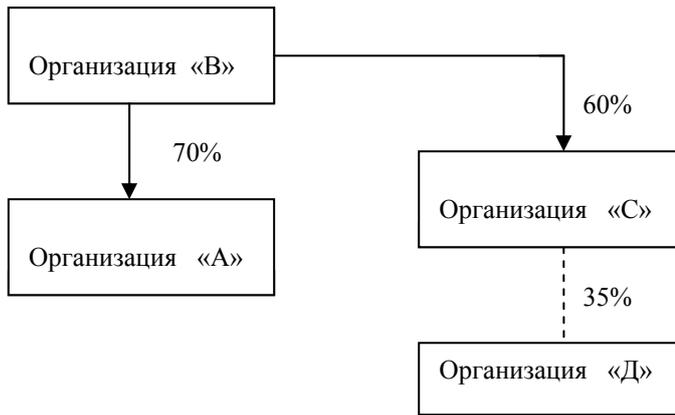 Организация «В»
60%
70%
Организация «С»
Организация «А»
35%
Организация «Д»